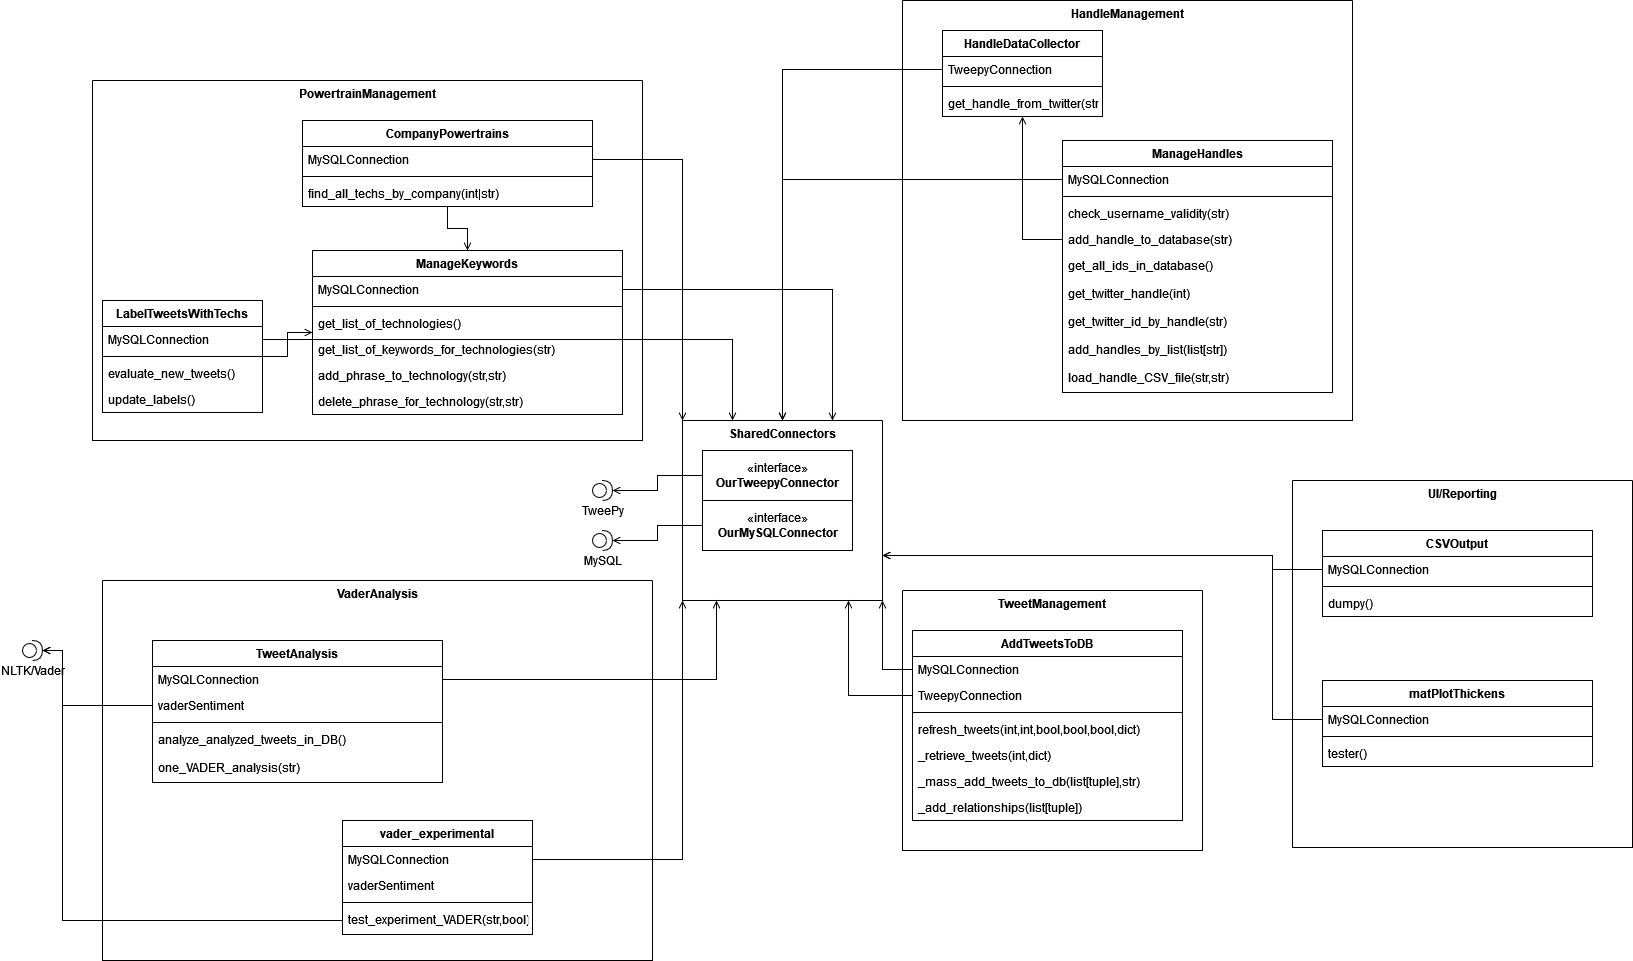 HandleManagement
HandleDataCollector
TweepyConnection
get_handle_from_twitter(str
ManageHandles
MySQLConnection
check_username_validity(str)
add_handle_to_database(str)
get_all_ids_in_database()
get_twitter_handle(int)
get_twitter_id_by_handle(str)
add_handles_by_list(list[str])
load_handle_CSV_file(str,str)
PowertrainManagement
CompanyPowertrains
MySQLConnection
find_all_techs_by_company(int|str)
ManageKeywords
MySQLConnection
get_list_of_technologies()
get_list_of_keywords_for_technologies(str)
add_phrase_to_technology(str,str)
delete_phrase_for_technology(str,str)
LabelTweetsWithTechs
MySQLConnection
evaluate_new_tweets()
update_labels()
SharedConnectors
«interface»
OurTweepyConnector
«interface»
OurMySQLConnector
TweePy
MySQL
UI/Reporting
CSVOutput
MySQLConnection
dumpy()
matPlotThickens
MySQLConnection
tester()
VaderAnalysis
NLTK/Vader
TweetAnalysis
MySQLConnection
vaderSentiment
analyze_analyzed_tweets_in_DB()
one_VADER_analysis(str)
vader_experimental
MySQLConnection
vaderSentiment
test_experiment_VADER(str,bool)
TweetManagement
AddTweetsToDB
MySQLConnection
TweepyConnection
refresh_tweets(int,int,bool,bool,bool,dict)
_retrieve_tweets(int,dict)
_mass_add_tweets_to_db(list[tuple],str)
_add_relationships(list[tuple])